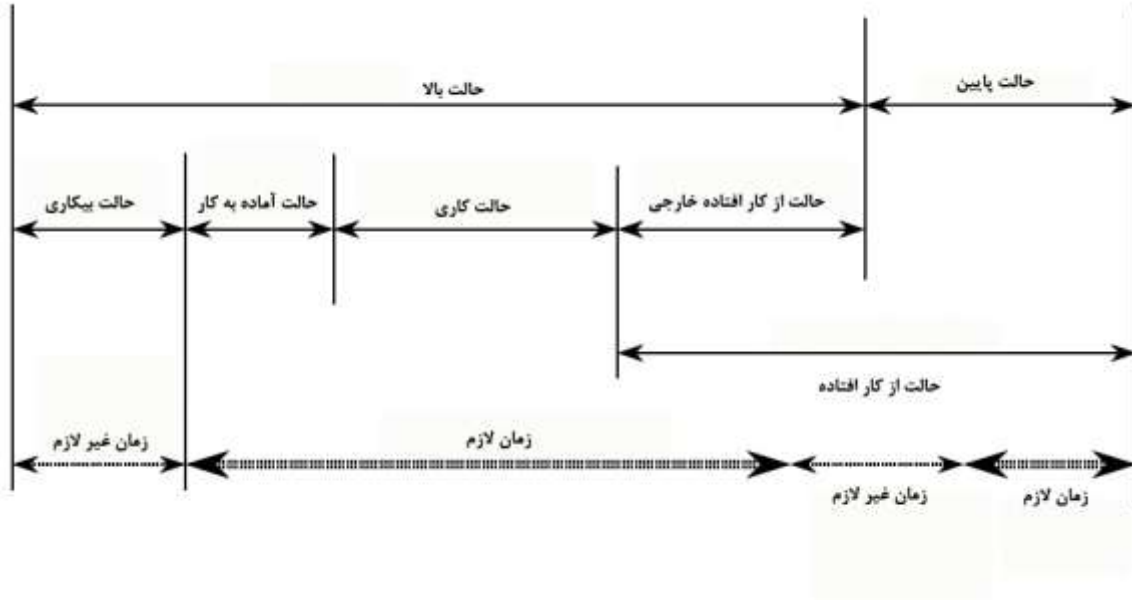 حالت پایین
حالت بالا
حالت از کار افتاده خارجی
حالت کاری
حالت آماده به کار
حالت بیکاری
حالت از کار افتاده
زمان لازم
زمان غیر لازم
زمان لازم
زمان غیر لازم